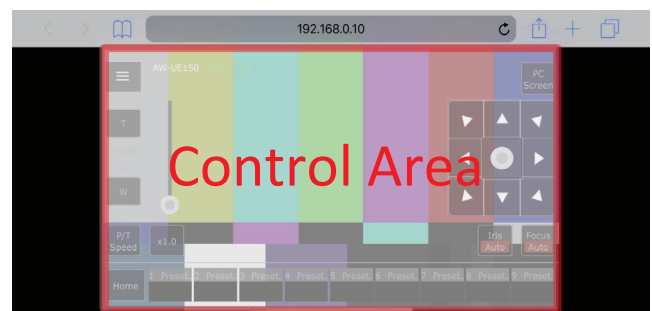 192.168.0.10
AW-UE150
PC
Screen
T
Control Area
W
P/T
Speed
x1.0
Iris
Auto
Focus
Auto
Home
1 Preset. 2 Preset. 3 Preset. 4 Preset. 5 Preset. 6 Preset. 7 Preset. 8 Preset. 9 Preset.